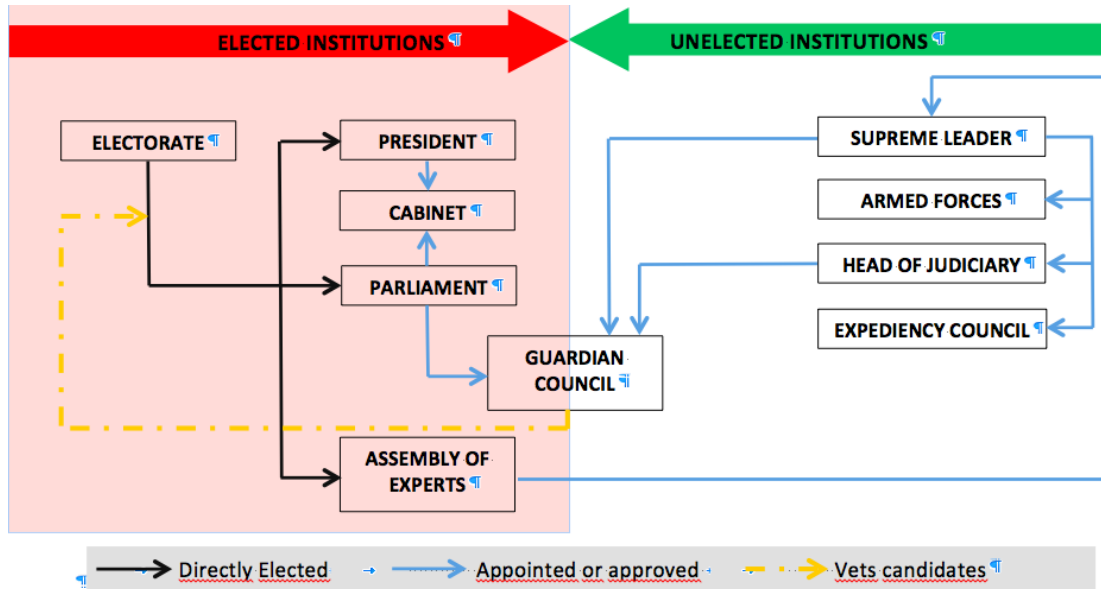 ELECTED INSTITUTIONS ¶
UNELECTED INSTITUTIONS ¶
ELECTORATE ¶
PRESIDENT ¶
SUPREME LEADER ¶
CABINET ¶
ARMED FORCES ¶
PARLIAMENT ¶
HEAD OF JUDICIARY ¶
EXPEDIENCY COUNCIL ¶
GUARDIAN
COUNCIL ¶
ASSEMBLY OF
EXPERTS ¶
¶ Directly Elected Appointed or approved Vets candidates ¶